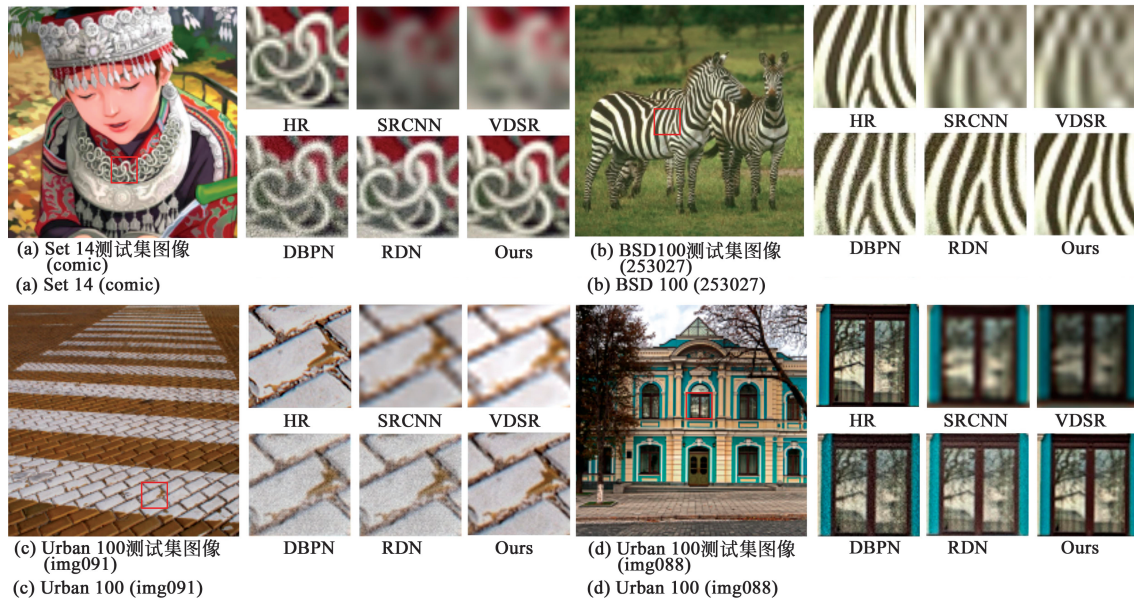 HR SRCNN VDSR
DBPN RDN Ours
(a) Set 14测试集图像
(comic)
(a) Set 14 (comic)
HR SRCNN VDSR
DBPN RDN Ours
(b) BSD100测试集图像
(253027)
(b) BSD 100 (253027)
HR SRCNN VDSR
DBPN RDN Ours
(c) Urban 100测试集图像
(img091)
(c) Urban 100 (img091)
HR SRCNN VDSR
DBPN RDN Ours
(d) Urban 100测试集图像
(img088)
(d) Urban 100 (img088)